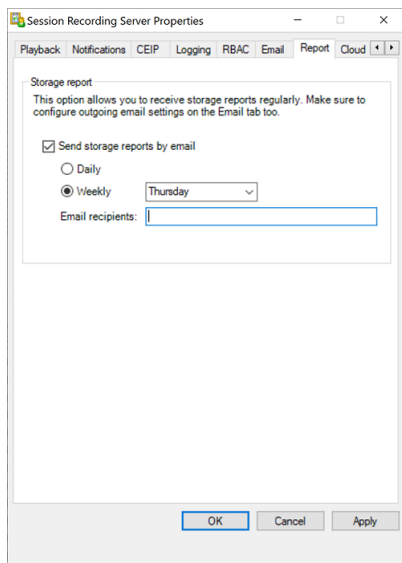 Session Recording Server Properties
Playback Notifications CEIP Logging RBAC Email Report Cloud
Storage report
This option allows you to receive storage reports regularly. Make sure to
configure outgoing email settings on the Email tab too.
Send storage reports by email
Daily
Weekly Thursday
Email recipients:
OK Cancel Apply